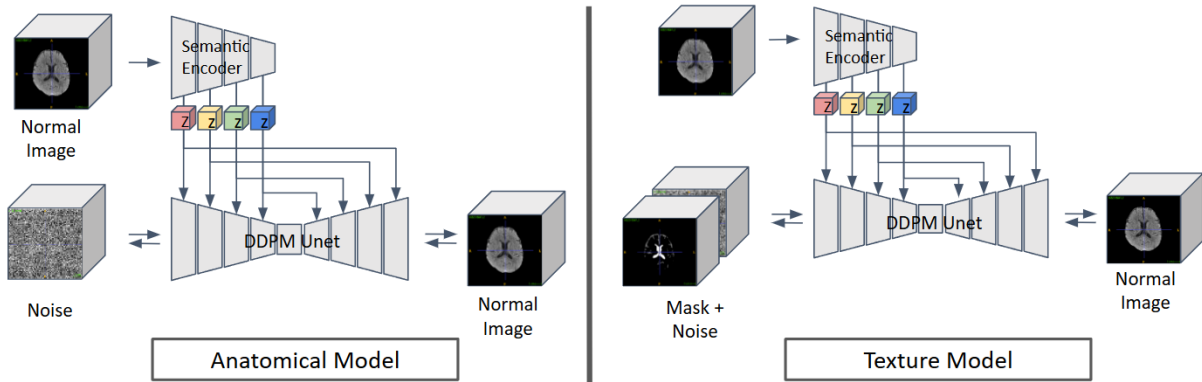 Semantic
Encoder
Z Z Z Z
Normal
Image
DDPM Unet
Noise
Normal
Image
Anatomical Model
Semantic
Encoder
Z Z Z Z
DDPM Unet
Mask +
Noise
Normal
Image
Texture Model